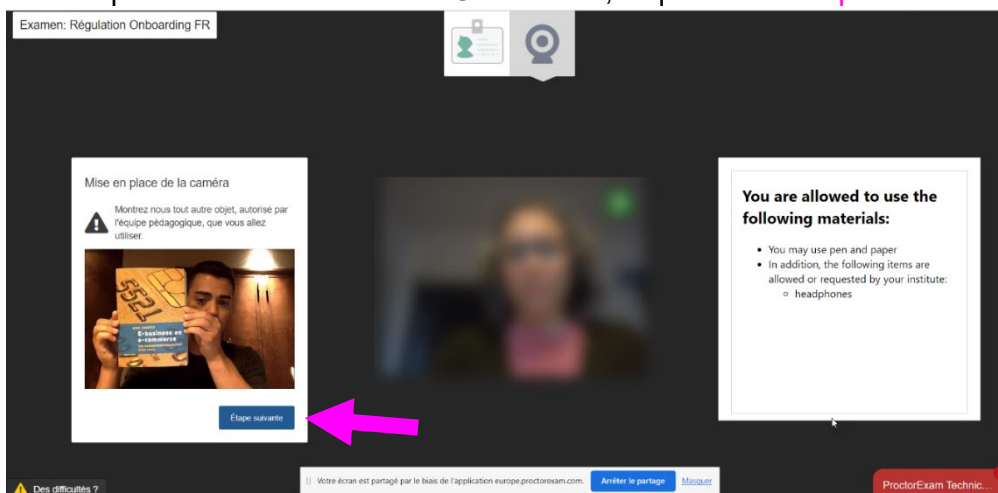 Examen: Régulation Onboarding FR
Mise en place de la caméra
Montrez nous tout autre objet, autorisé par
l'équipe pédagogique, que vous allez
utiliser.
5521
E-business en
e-commerce
Étape suivante
You are allowed to use the
following materials:
• You may use pen and paper
• In addition, the following items are
allowed or requested by your institute:
○ headphones
Des difficultés ?
Votre écran est partagé par le biais de l'application europe.proctorexam.com.
Arrêter le partage
Masquer
ProctorExam Technic...